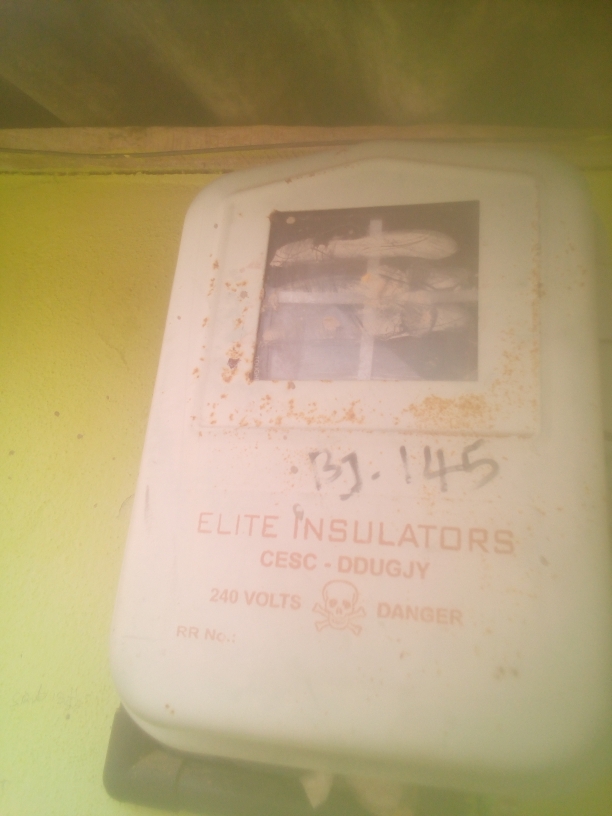 BJ. 145
ELITE INSULATORS
CESC - DDUGJY
240 VOLTS DANGER
RR No.: